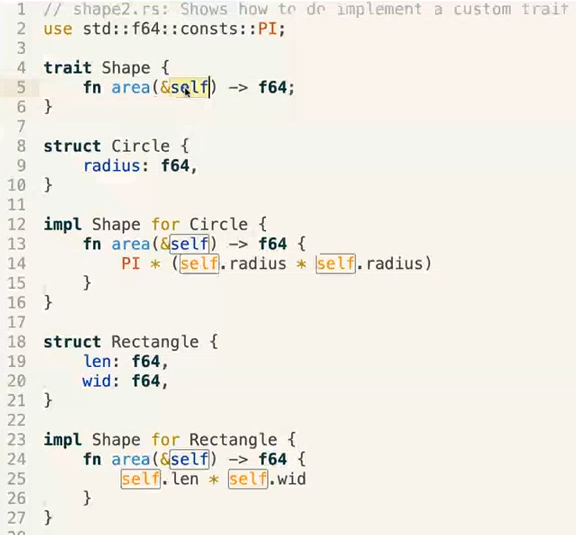 1 // shape2.rs: Shows how to do implement a custom trait
2 use std::f64::consts::PI;
3
4 trait Shape {
5 fn area(&self) -> f64;
6 }
7
8 struct Circle {
9 radius: f64,
10 }
11
12 impl Shape for Circle {
13 fn area(&self) -> f64 {
14 PI * (self.radius * self.radius)
15 }
16 }
17
18 struct Rectangle {
19 len: f64,
20 wid: f64,
21 }
22
23 impl Shape for Rectangle {
24 fn area(&self) -> f64 {
25 self.len * self.wid
26 }
27 }